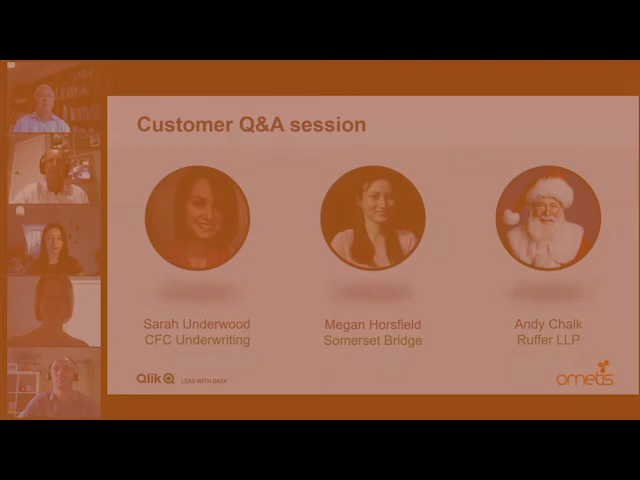 Customer Q&A session
Sarah Underwood
CFC Underwriting
Megan Horsfield
Somerset Bridge
Andy Chalk
Ruffer LLP
Qlik LEAD WITH DATA
ometis